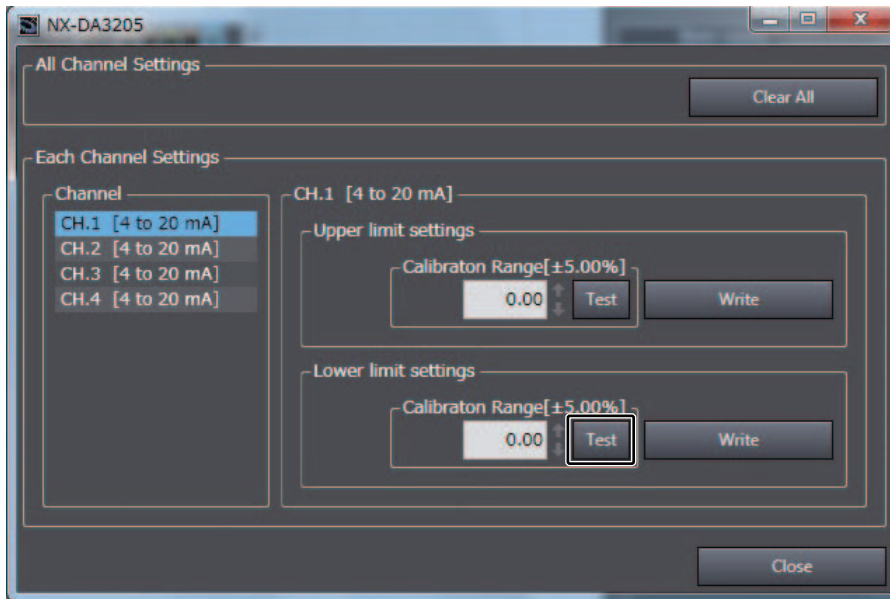 NX-DA3205
All Channel Settings
Clear All
Each Channel Settings
Channel
CH.1 [4 to 20 mA]
CH.2 [4 to 20 mA]
CH.3 [4 to 20 mA]
CH.4 [4 to 20 mA]
CH.1 [4 to 20 mA]
Upper limit settings
Calibraton Range[±5.00%]
0.00 Test Write
Lower limit settings
Calibraton Range[±5.00%]
0.00 Test Write
Close